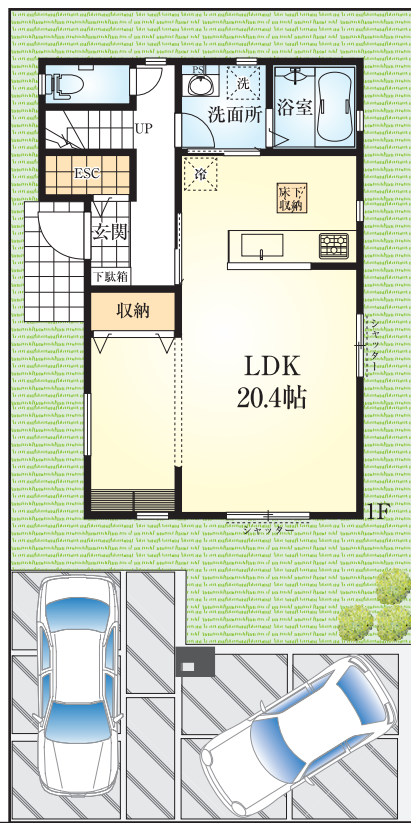 洗
洗面所
浴室
UP
ESC
冷
床下
収納
玄関
下駄箱
収納
LDK
20.4帖
シャッター
1F
シャッター